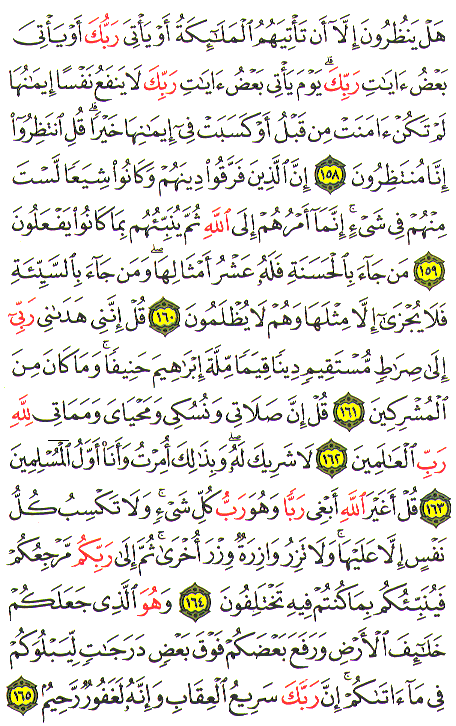 هَلْ يَنظُرُونَ إِلَّآ أَن تَأْتِيَهُمُ ٱلْمَلَـٰٓئِكَةُ أَوْ يَأْتِىَ رَبُّكَ أَوْ يَأْتِىَ
بَعْضُ ءَايَـٰتِ رَبِّكَ ۗ يَوْمَ يَأْتِى بَعْضُ ءَايَـٰتِ رَبِّكَ لَا يَنفَعُ نَفْسًا إِيمَـٰنُهَا
لَمْ تَكُنْ ءَامَنَتْ مِن قَبْلُ أَوْ كَسَبَتْ فِىٓ إِيمَـٰنِهَا خَيْرًا ۗ قُلِ ٱنتَظِرُوٓا۟
إِنَّا مُنتَظِرُونَ ١٥٨ إِنَّ ٱلَّذِينَ فَرَّقُوا۟ دِينَهُمْ وَكَانُوا۟ شِيَعًا لَّسْتَ
مِنْهُمْ فِى شَىْءٍ ۚ إِنَّمَآ أَمْرُهُمْ إِلَى ٱللَّهِ ثُمَّ يُنَبِّئُهُم بِمَا كَانُوا۟ يَفْعَلُونَ
١٥٩ مَن جَآءَ بِٱلْحَسَنَةِ فَلَهُۥ عَشْرُ أَمْثَالِهَا ۖ وَمَن جَآءَ بِٱلسَّيِّئَةِ
فَلَا يُجْزَىٰٓ إِلَّا مِثْلَهَا وَهُمْ لَا يُظْلَمُونَ ١٦٠ قُلْ إِنَّنِى هَدَىٰنِى رَبِّىٓ
إِلَىٰ صِرَٰطٍ مُّسْتَقِيمٍ دِينًا قِيَمًا مِّلَّةَ إِبْرَٰهِيمَ حَنِيفًا ۚ وَمَا كَانَ مِنَ
ٱلْمُشْرِكِينَ ١٦١ قُلْ إِنَّ صَلَاتِى وَنُسُكِى وَمَحْيَاىَ وَمَمَاتِى لِلَّهِ
رَبِّ ٱلْعَـٰلَمِينَ ١٦٢ لَا شَرِيكَ لَهُۥ ۖ وَبِذَٰلِكَ أُمِرْتُ وَأَنَا۠ أَوَّلُ ٱلْمُسْلِمِينَ
١٦٣ قُلْ أَغَيْرَ ٱللَّهِ أَبْغِى رَبًّا وَهُوَ رَبُّ كُلِّ شَىْءٍ ۚ وَلَا تَكْسِبُ كُلُّ
نَفْسٍ إِلَّا عَلَيْهَا ۚ وَلَا تَزِرُ وَازِرَةٌ وِزْرَ أُخْرَىٰ ۚ ثُمَّ إِلَىٰ رَبِّكُم مَّرْجِعُكُمْ
فَيُنَبِّئُكُم بِمَا كُنتُمْ فِيهِ تَخْتَلِفُونَ ١٦٤ وَهُوَ ٱلَّذِى جَعَلَكُمْ
خَلَـٰٓئِفَ ٱلْأَرْضِ وَرَفَعَ بَعْضَكُمْ فَوْقَ بَعْضٍ دَرَجَـٰتٍ لِّيَبْلُوَكُمْ
فِى مَآ ءَاتَىٰكُمْ ۗ إِنَّ رَبَّكَ سَرِيعُ ٱلْعِقَابِ وَإِنَّهُۥ لَغَفُورٌ رَّحِيمٌۢ ١٦٥